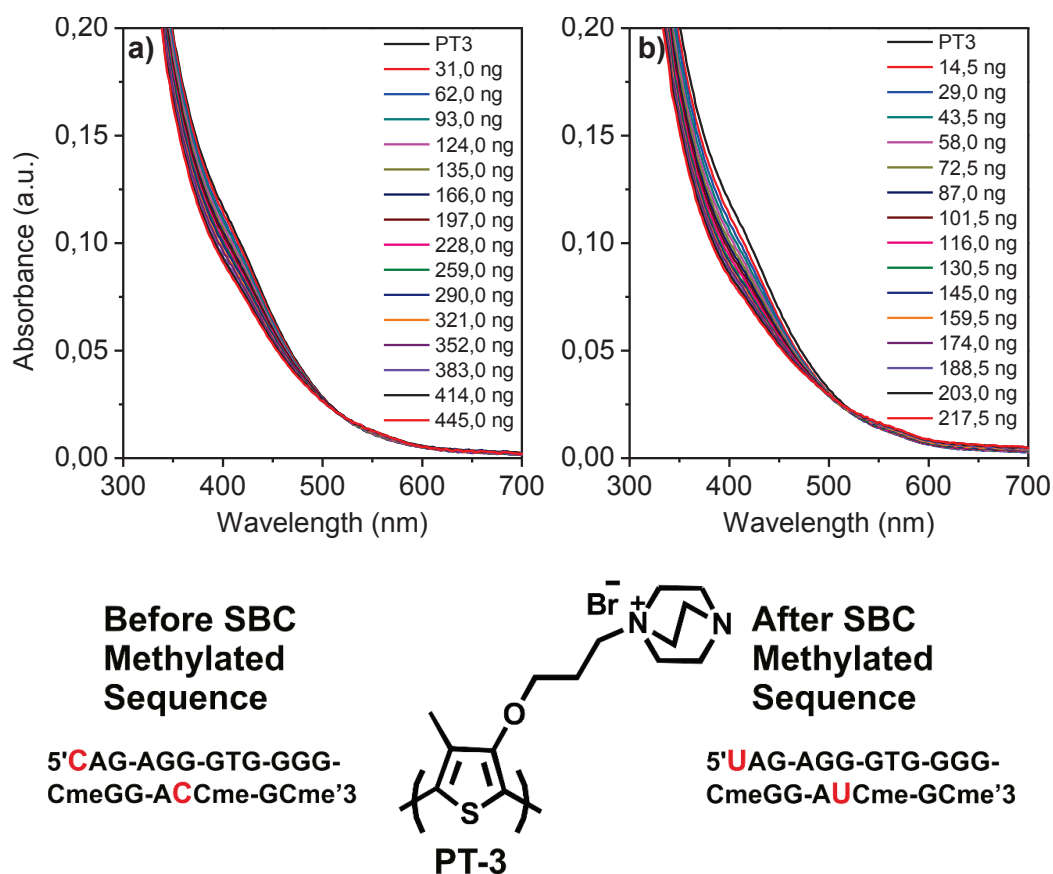 a)
0,20
0,15
0,10
0,05
0,00
Absorbance (a.u.)
300 400 500 600 700
Wavelength (nm)
PT3
31,0 ng
62,0 ng
93,0 ng
124,0 ng
135,0 ng
166,0 ng
197,0 ng
228,0 ng
259,0 ng
290,0 ng
321,0 ng
352,0 ng
383,0 ng
414,0 ng
445,0 ng
b)
0,20
0,15
0,10
0,05
0,00
300 400 500 600 700
Wavelength (nm)
PT3
14,5 ng
29,0 ng
43,5 ng
58,0 ng
72,5 ng
87,0 ng
101,5 ng
116,0 ng
130,5 ng
145,0 ng
159,5 ng
174,0 ng
188,5 ng
203,0 ng
217,5 ng
Before SBC
Methylated
Sequence
5'CAG-AGG-GTG-GGG-
CmeGG-ACCme-GCme’3
Br−
N+
N
O
S
PT-3
After SBC
Methylated
Sequence
5'UAG-AGG-GTG-GGG-
CmeGG-AUCme-GCme’3